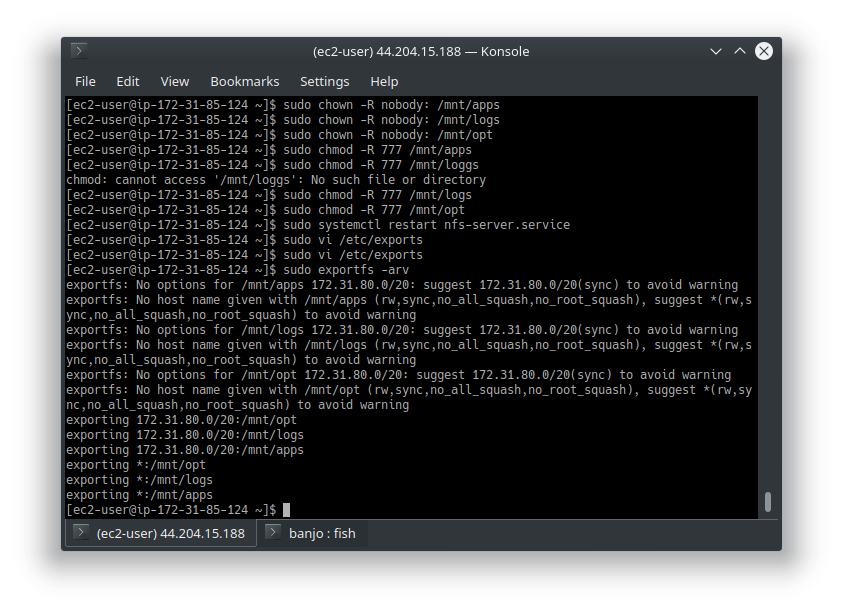 (ec2-user) 44.204.15.188 — Konsole
File Edit View Bookmarks Settings Help
[ec2-user@ip-172-31-85-124 ~]$ sudo chown -R nobody: /mnt/apps
[ec2-user@ip-172-31-85-124 ~]$ sudo chown -R nobody: /mnt/logs
[ec2-user@ip-172-31-85-124 ~]$ sudo chown -R nobody: /mnt/opt
[ec2-user@ip-172-31-85-124 ~]$ sudo chmod -R 777 /mnt/apps
[ec2-user@ip-172-31-85-124 ~]$ sudo chmod -R 777 /mnt/loggs
chmod: cannot access '/mnt/loggs': No such file or directory
[ec2-user@ip-172-31-85-124 ~]$ sudo chmod -R 777 /mnt/logs
[ec2-user@ip-172-31-85-124 ~]$ sudo chmod -R 777 /mnt/opt
[ec2-user@ip-172-31-85-124 ~]$ sudo systemctl restart nfs-server.service
[ec2-user@ip-172-31-85-124 ~]$ sudo vi /etc/exports
[ec2-user@ip-172-31-85-124 ~]$ sudo vi /etc/exports
[ec2-user@ip-172-31-85-124 ~]$ sudo exportfs -arv
exportfs: No options for /mnt/apps 172.31.80.0/20: suggest 172.31.80.0/20(sync) to avoid warning
exportfs: No host name given with /mnt/apps (rw,sync,no_all_squash,no_root_squash), suggest *(rw,s
ync,no_all_squash,no_root_squash) to avoid warning
exportfs: No options for /mnt/logs 172.31.80.0/20: suggest 172.31.80.0/20(sync) to avoid warning
exportfs: No host name given with /mnt/logs (rw,sync,no_all_squash,no_root_squash), suggest *(rw,s
ync,no_all_squash,no_root_squash) to avoid warning
exportfs: No options for /mnt/opt 172.31.80.0/20: suggest 172.31.80.0/20(sync) to avoid warning
exportfs: No host name given with /mnt/opt (rw,sync,no_all_squash,no_root_squash), suggest *(rw,sy
nc,no_all_squash,no_root_squash) to avoid warning
exporting 172.31.80.0/20:/mnt/opt
exporting 172.31.80.0/20:/mnt/logs
exporting 172.31.80.0/20:/mnt/apps
exporting *:/mnt/opt
exporting *:/mnt/logs
exporting *:/mnt/apps
[ec2-user@ip-172-31-85-124 ~]$
(ec2-user) 44.204.15.188 banjo : fish